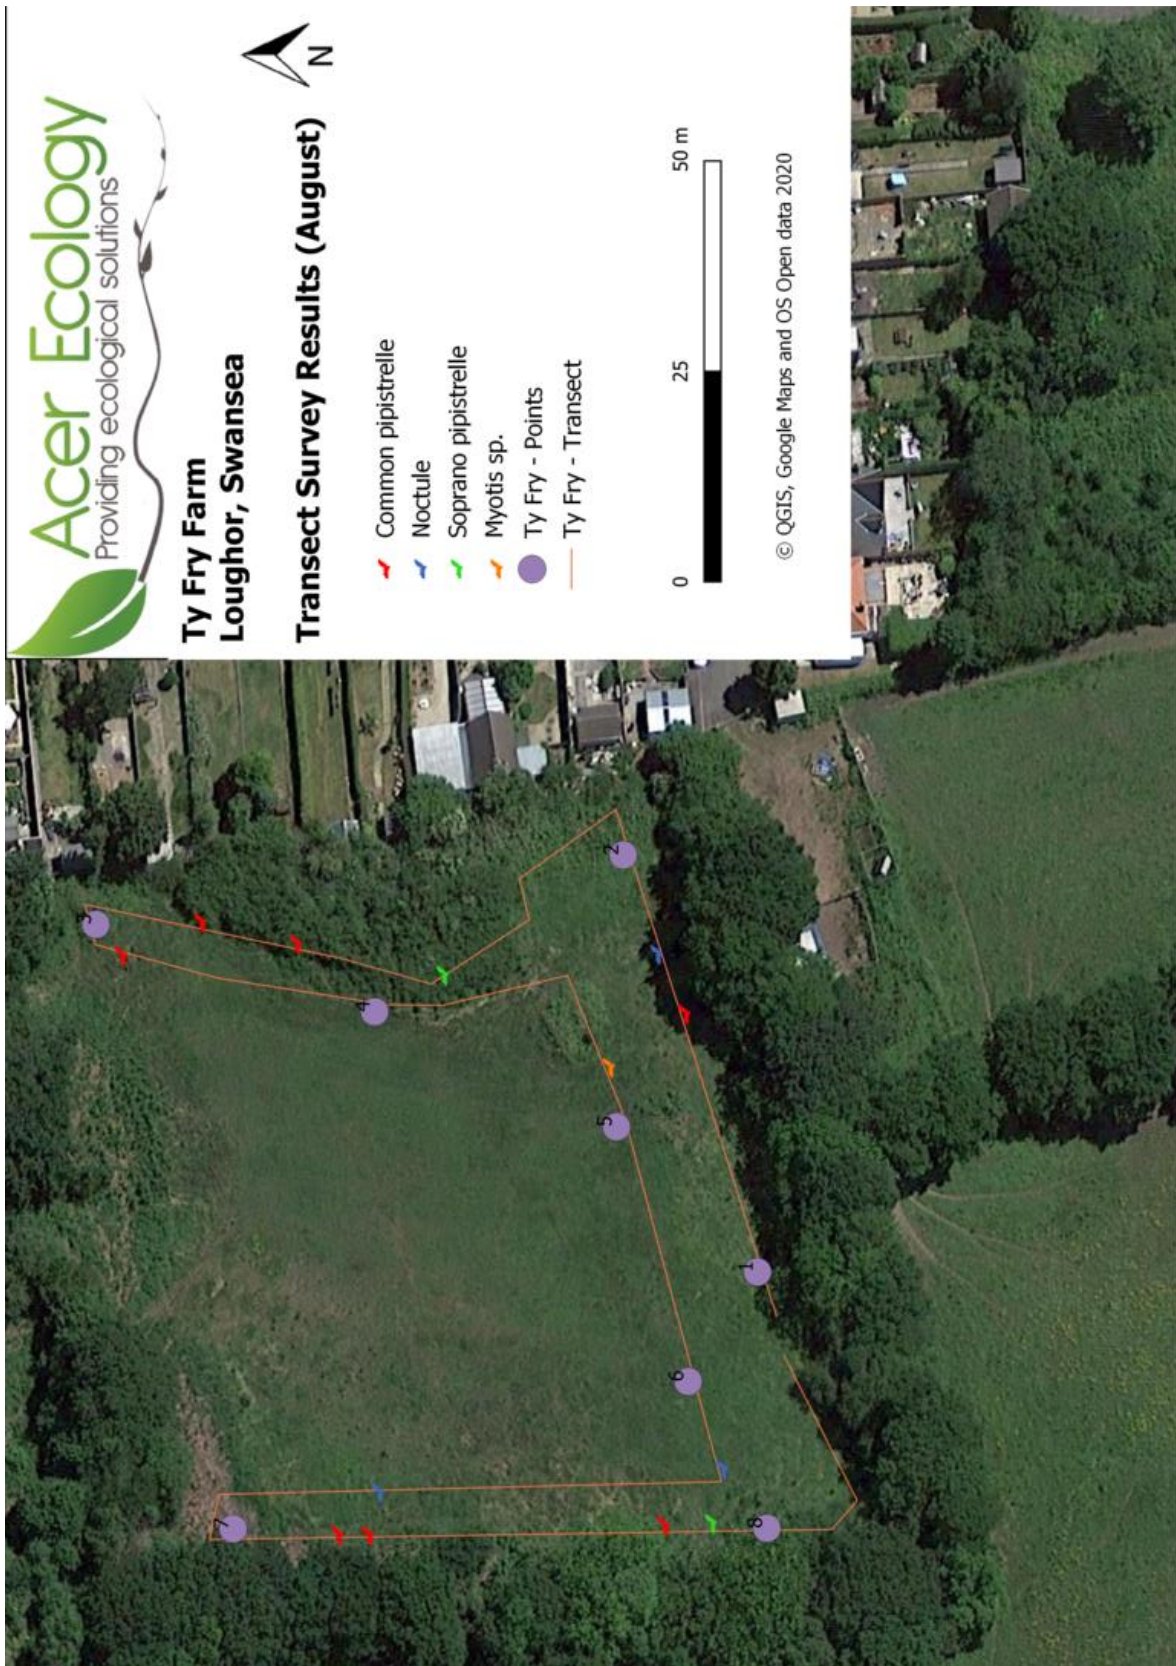 Acer Ecology
Providing ecological solutions
Ty Fry Farm
Loughor, Swansea
Transect Survey Results (August)
N
Common pipistrelle
Noctule
Soprano pipistrelle
Myotis sp.
Ty Fry - Points
Ty Fry - Transect
0 25 50 m
© QGIS, Google Maps and OS Open data 2020
3
4
2
5
1
6
7
8